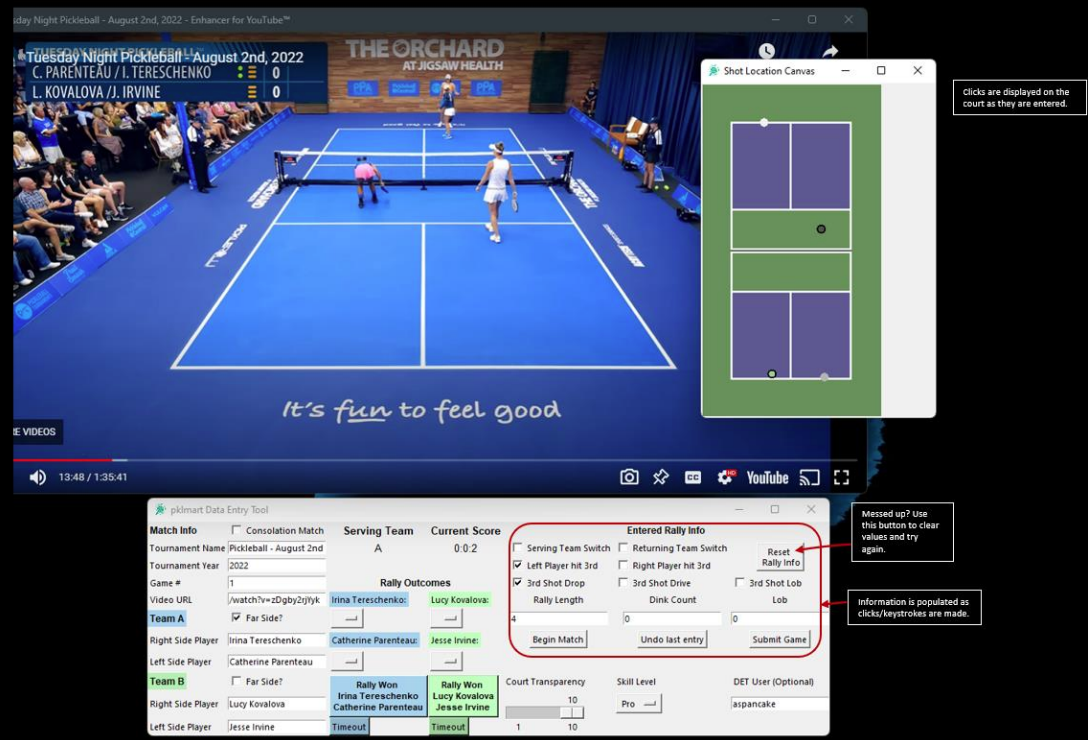 sday Night Pickleball - August 2nd, 2022 - Enhancer for YouTube™
Tuesday Night Pickleball - August 2nd, 2022
TUESDAY NIGHT PICKLEBALL
C. PARENTEAU / I. TERESCHENKO 0
L. KOVALOVA / J. IRVINE 0
THE ORCHARD
AT JIGSAW HEALTH
PPA
PPA
It's fun to feel good
RE VIDEOS
13:48 / 1:35:41
CC
HD
YouTube
Shot Location Canvas
Clicks are displayed on the
court as they are entered.
pklmart Data Entry Tool
Match Info
Consolation Match
Serving Team
Current Score
Entered Rally Info
Tournament Name Pickleball - August 2nd
A
0:0:2
Serving Team Switch
Returning Team Switch
Reset
Rally Info
Tournament Year 2022
Left Player hit 3rd
Right Player hit 3rd
Game # 1
Rally Outcomes
3rd Shot Drop
3rd Shot Drive
3rd Shot Lob
Video URL /watch?v=zDgby2rjYyk
Irina Tereschenko:
Lucy Kovalova:
Rally Length
Dink Count
Lob
Team A
Far Side?
4
0
0
Right Side Player Irina Tereschenko
Catherine Parenteau:
Jesse Irvine:
Begin Match
Undo last entry
Submit Game
Left Side Player Catherine Parenteau
Team B
Far Side?
Rally Won
Irina Tereschenko
Catherine Parenteau
Rally Won
Lucy Kovalova
Jesse Irvine
Court Transparency
Skill Level
DET User (Optional)
Right Side Player Lucy Kovalova
10
Pro
aspancake
Left Side Player Jesse Irvine
Timeout
Timeout
1
10
Messed up? Use
this button to clear
values and try
again.
Information is populated as
clicks/keystrokes are made.